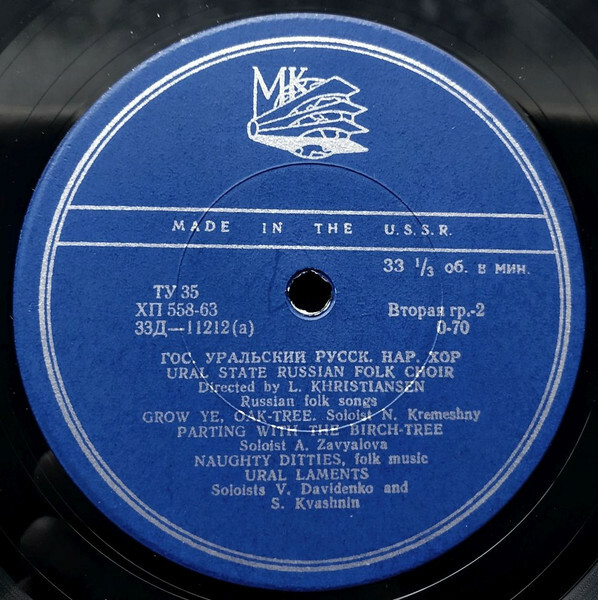 МК
MADE IN THE U.S.S.R.
33 1/3 об. в мин.
ТУ 35
ХП 558-63
Вторая гр.-2
33Д—11212(а)
0-70
ГОС. УРАЛЬСКИЙ РУССК. НАР. ХОР
URAL STATE RUSSIAN FOLK CHOIR
Directed by L. KHRISTIANSEN
Russian folk songs
GROW YE, OAK-TREE. Soloist N. Kremeshny
PARTING WITH THE BIRCH-TREE
Soloist A. Zavyalova
NAUGHTY DITTIES, folk music
URAL LAMENTS
Soloists V. Davidenko and
S. Kvashnin